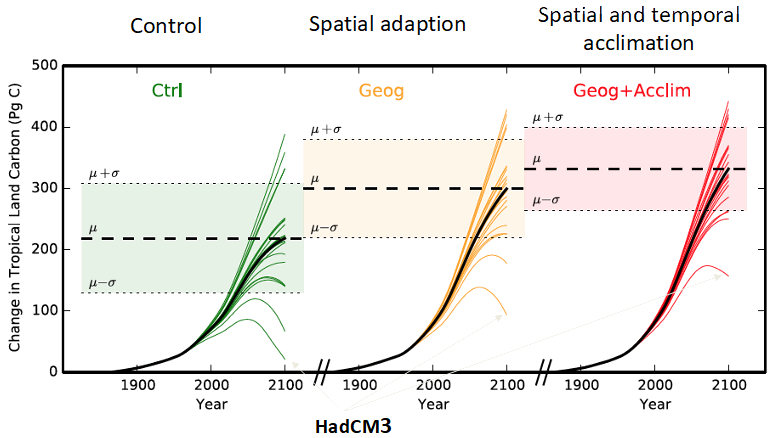 Control
Spatial adaption
Spatial and temporal
acclimation
Change in Tropical Land Carbon (Pg C)
500
400
300
200
100
0
Ctrl
Geog
Geog+Acclim
μ+σ
μ
μ−σ
μ+σ
μ
μ−σ
μ+σ
μ
μ−σ
1900 2000 2100 1900 2000 2100 1900 2000 2100
Year Year Year
HadCM3